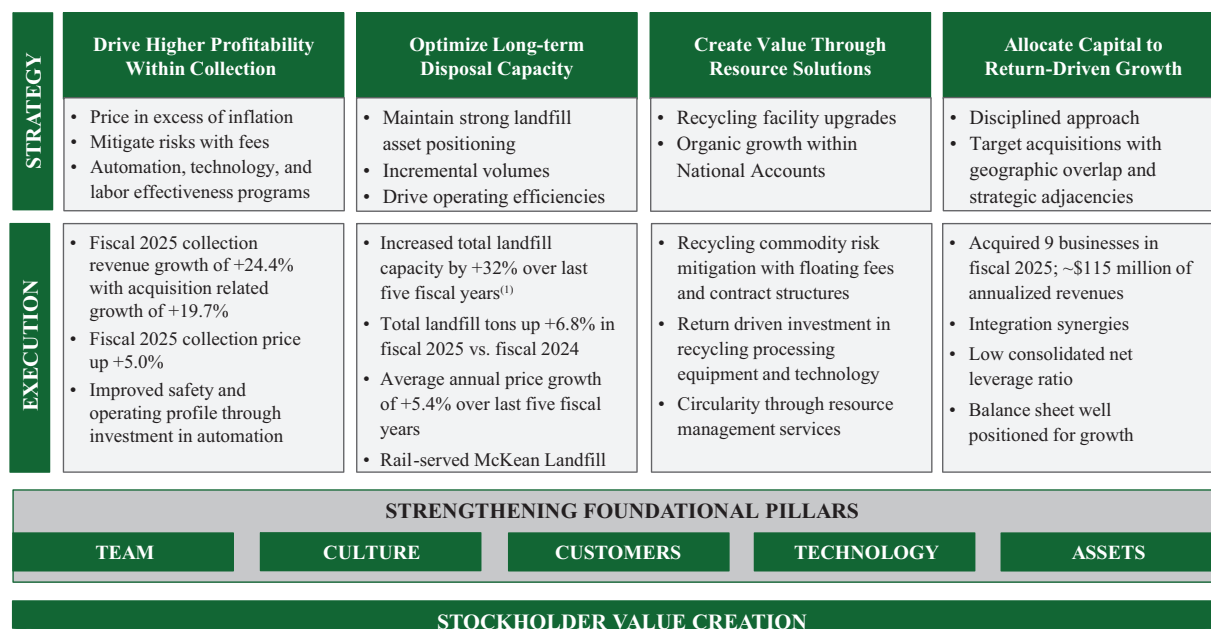 STRATEGY
Drive Higher Profitability
Within Collection
• Price in excess of inflation
• Mitigate risks with fees
• Automation, technology, and
labor effectiveness programs
Optimize Long-term
Disposal Capacity
• Maintain strong landfill
asset positioning
• Incremental volumes
• Drive operating efficiencies
Create Value Through
Resource Solutions
• Recycling facility upgrades
• Organic growth within
National Accounts
Allocate Capital to
Return-Driven Growth
• Disciplined approach
• Target acquisitions with
geographic overlap and
strategic adjacencies
EXECUTION
• Fiscal 2025 collection
revenue growth of +24.4%
with acquisition related
growth of +19.7%
• Fiscal 2025 collection price
up +5.0%
• Improved safety and
operating profile through
investment in automation
• Increased total landfill
capacity by +32% over last
five fiscal years(1)
• Total landfill tons up +6.8% in
fiscal 2025 vs. fiscal 2024
• Average annual price growth
of +5.4% over last five fiscal
years
• Rail-served McKean Landfill
• Recycling commodity risk
mitigation with floating fees
and contract structures
• Return driven investment in
recycling processing
equipment and technology
• Circularity through resource
management services
• Acquired 9 businesses in
fiscal 2025; ~$115 million of
annualized revenues
• Integration synergies
• Low consolidated net
leverage ratio
• Balance sheet well
positioned for growth
STRENGTHENING FOUNDATIONAL PILLARS
TEAM
CULTURE
CUSTOMERS
TECHNOLOGY
ASSETS
STOCKHOLDER VALUE CREATION